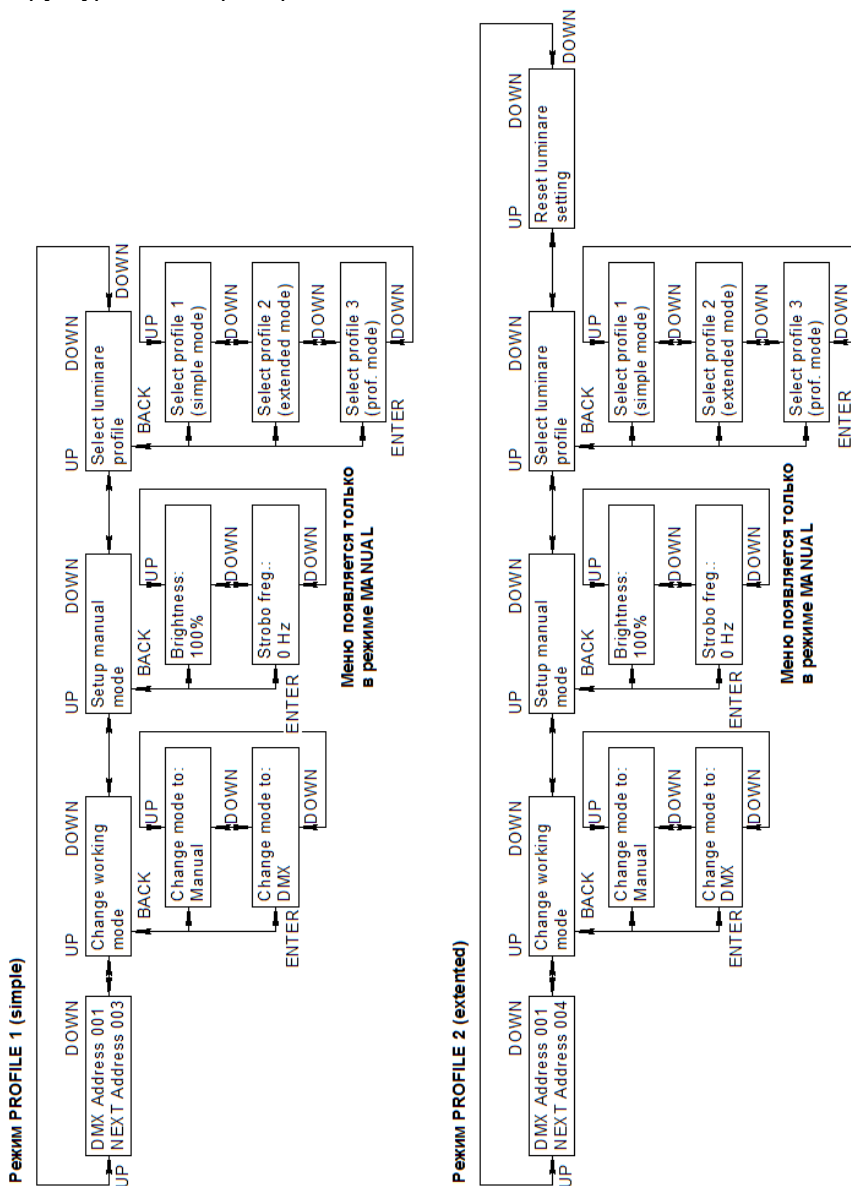 Режим PROFILE 1 (simple)
DOWN
UP
DMX Address 001
NEXT Address 003
UP
DOWN
Change working
mode
BACK
ENTER
UP
Change mode to:
Manual
DOWN
Change mode to:
DMX
DOWN
UP
DOWN
Setup manual
mode
BACK
ENTER
UP
Brightness:
100%
DOWN
Strobo freg.:
0 Hz
DOWN
Меню появляется только
в режиме MANUAL
UP
DOWN
Select luminare
profile
DOWN
BACK
ENTER
UP
Select profile 1
(simple mode)
DOWN
Select profile 2
(extended mode)
DOWN
Select profile 3
(prof. mode)
DOWN
Режим PROFILE 2 (extented)
DOWN
UP
DMX Address 001
NEXT Address 004
UP
DOWN
Change working
mode
BACK
ENTER
UP
Change mode to:
Manual
DOWN
Change mode to:
DMX
DOWN
UP
DOWN
Setup manual
mode
BACK
ENTER
UP
Brightness:
100%
DOWN
Strobo freg.:
0 Hz
DOWN
Меню появляется только
в режиме MANUAL
UP
DOWN
Select luminare
profile
BACK
ENTER
UP
Select profile 1
(simple mode)
DOWN
Select profile 2
(extended mode)
DOWN
Select profile 3
(prof. mode)
DOWN
UP
DOWN
Reset luminare
setting
DOWN